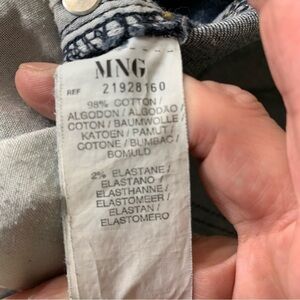 MNG
REF 21928160
98% COTTON/
ALGODON/ALGODAO/
COTON/BAUMWOLLE/
KATOEN/PAMUT/
COTONE/BUMBAC/
BOMULD
2% ELASTANE/
ELASTANO/
ELASTHANNE/
ELASTOMEER/
ELASTAN/
ELASTOMERO